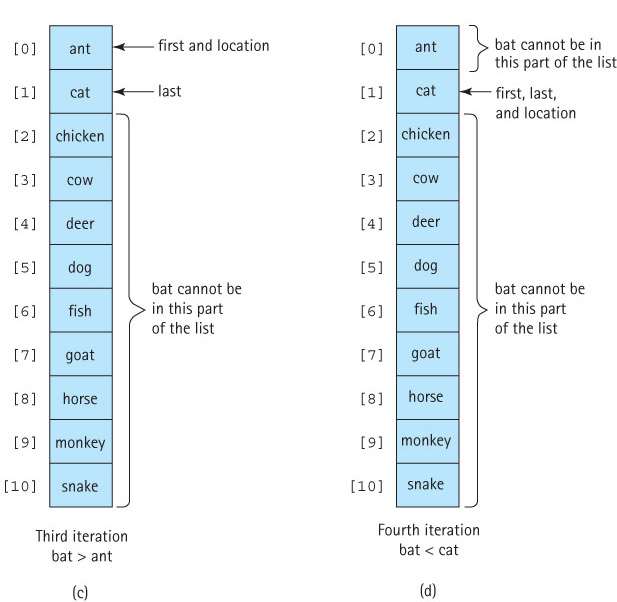 [0] ant first and location
[1] cat last
[2] chicken
[3] cow
[4] deer
[5] dog
[6] fish
[7] goat
[8] horse
[9] monkey
[10] snake
bat cannot be
in this part
of the list
Third iteration
bat > ant
(c)
[0] ant
bat cannot be in
this part of the list
[1] cat
first, last,
and location
[2] chicken
[3] cow
[4] deer
[5] dog
[6] fish
[7] goat
[8] horse
[9] monkey
[10] snake
bat cannot be
in this part
of the list
Fourth iteration
bat < cat
(d)